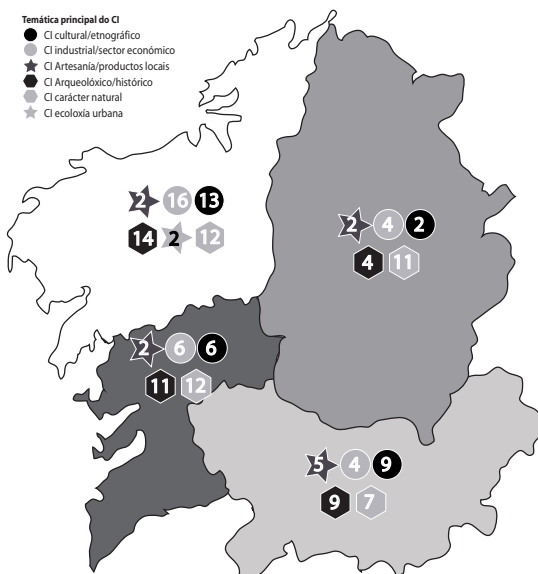 Temática principal do CI
CI cultural/etnográfico
CI industrial/sector económico
CI Artesanía/productos locais
CI Arqueolóxico/histórico
CI carácter natural
CI ecoloxía urbana
2 16 13
14 2 12
2 4 2
4 11
2 6 6
11 12
5 4 9
9 7